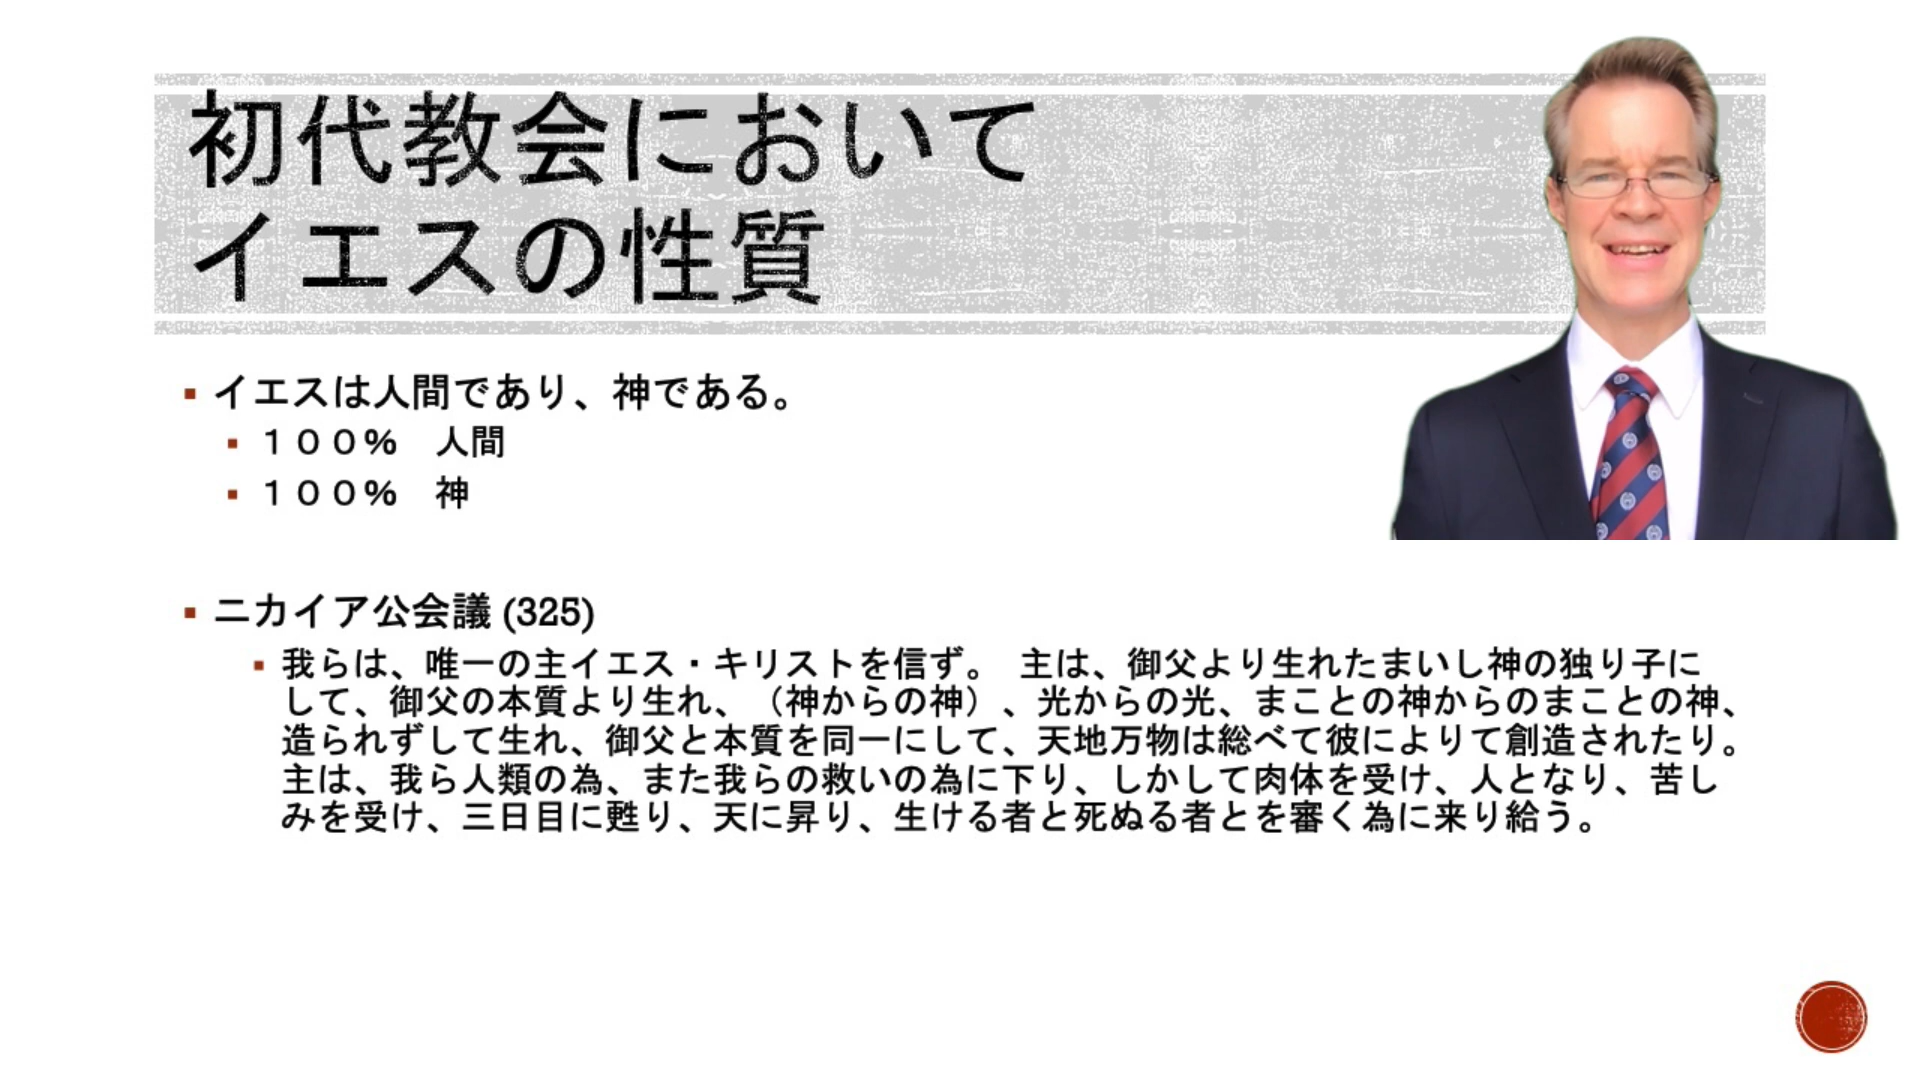 初代教会において
イエスの性質
イエスは人間であり、神である。
１００％　人間
１００％　神
ニカイア公会議 (325)
我らは、唯一の主イエス・キリストを信ず。 主は、御父より生れたまいし神の独り子に
して、御父の本質より生れ、（神からの神）、光からの光、まことの神からのまことの神、
造られずして生れ、御父と本質を同一にして、天地万物は総べて彼によりて創造されたり。
主は、我ら人類の為、また我らの救いの為に下り、しかして肉体を受け、人となり、苦し
みを受け、三日目に甦り、天に昇り、生ける者と死ぬる者とを審く為に来り給う。